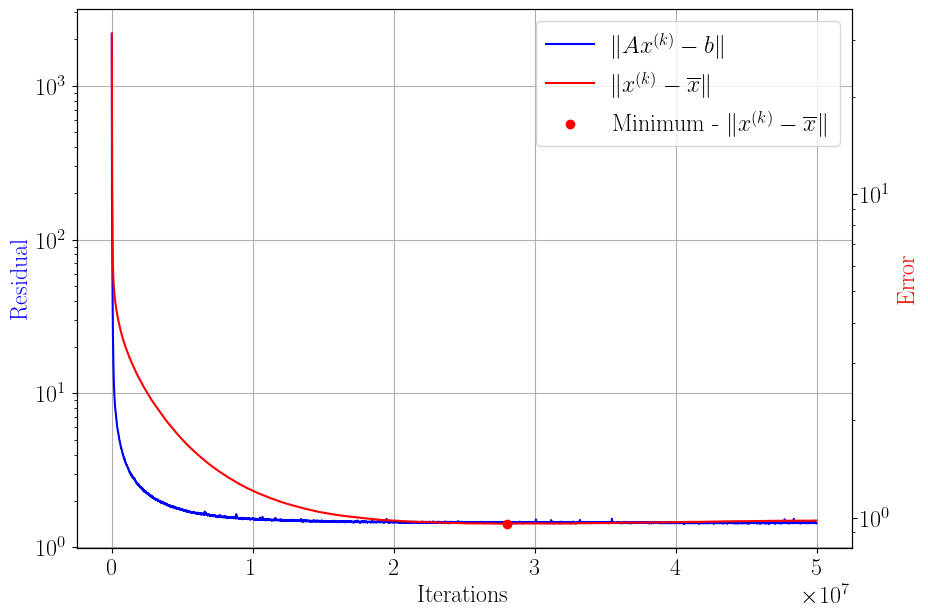 ‖Ax^(k) − b‖
‖x^(k) − x̅‖
Minimum - ‖x^(k) − x̅‖
10^3
10^2
10^1
10^0
Residual
10^1
10^0
Error
0 1 2 3 4 5
×10^7
Iterations